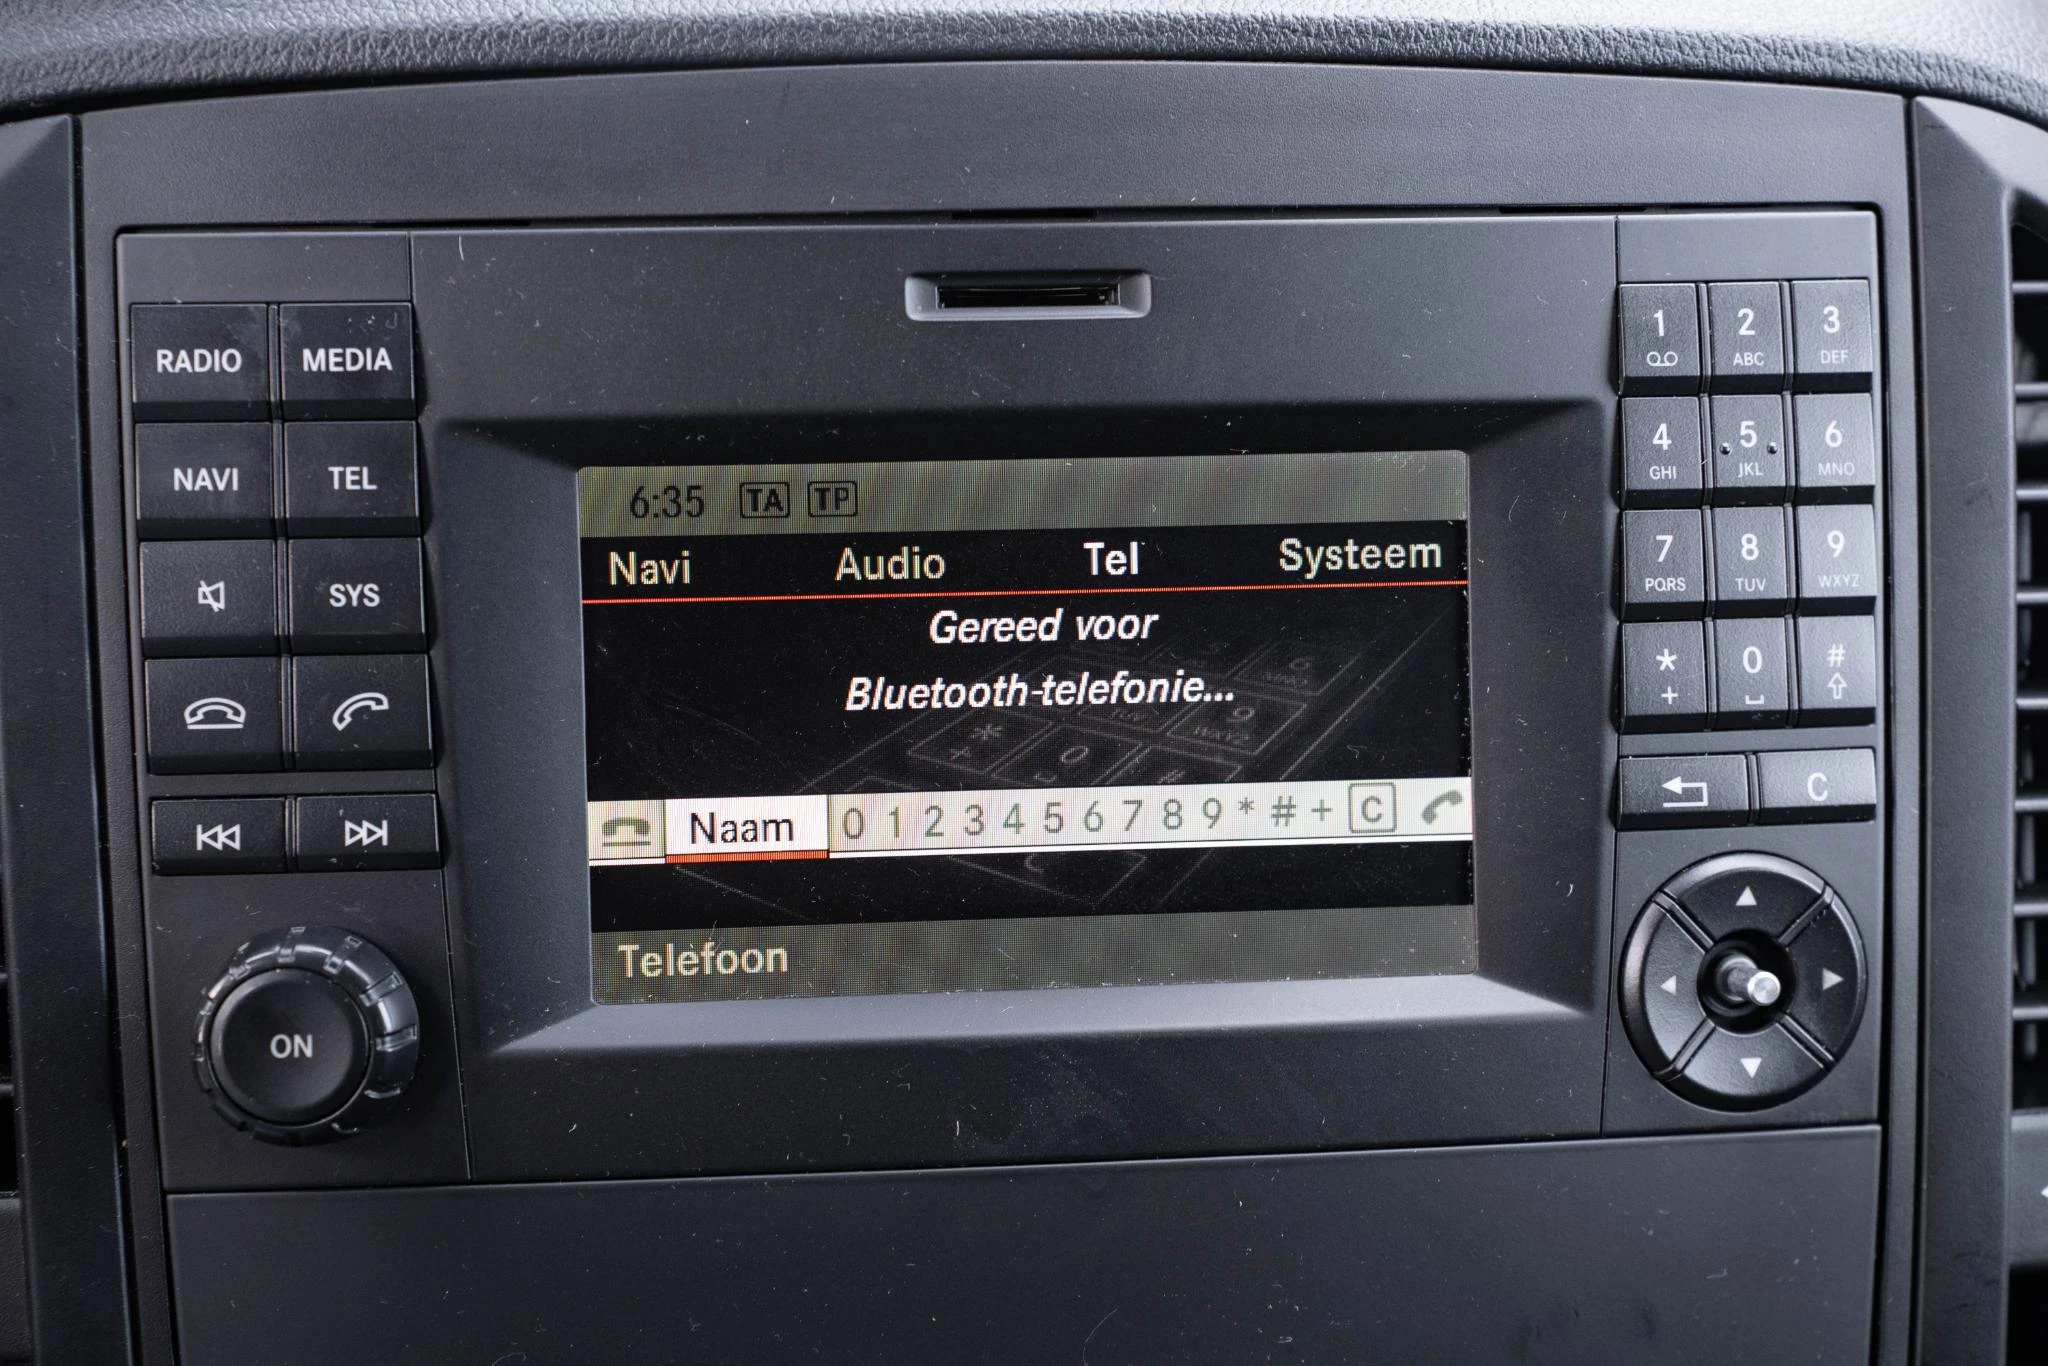 RADIO MEDIA
NAVI TEL
SYS
ON
6:35 TA TP
Navi Audio Tel Systeem
Gereed voor
Bluetooth-telefonie...
Naam 0 1 2 3 4 5 6 7 8 9 * # + C
Telefoon
1 2 3
ABC DEF
4 5 6
GHI JKL MNO
7 8 9
PQRS TUV WXYZ
* 0 #
+
C